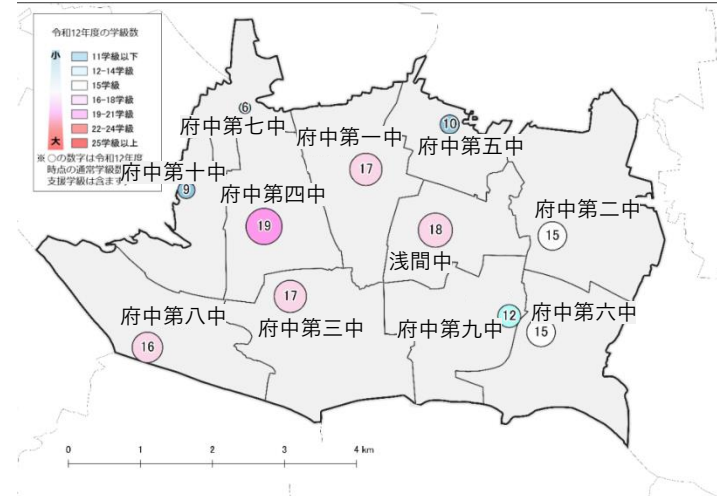 令和12年度の学級数
小
11学級以下
12-14学級
15学級
16-18学級
19-21学級
22-24学級
大
25学級以上
※ ○の数字は令和12年度
時点の通常学級数
支援学級は含ます
6
府中第七中
府中第一中
10
府中第五中
17
府中第十中
9
府中第四中
19
18
浅間中
府中第二中
15
17
府中第三中
府中第八中
16
府中第九中
12
府中第六中
15
0
1
2
3
4 km